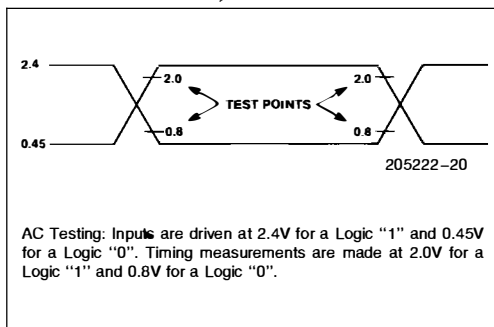 2.4
2.0
TEST POINTS
2.0
0.8
0.8
0.45
205222-20
AC Testing: Inputs are driven at 2.4V for a Logic "1" and 0.45V
for a Logic "0". Timing measurements are made at 2.0V for a
Logic "1" and 0.8V for a Logic "0".